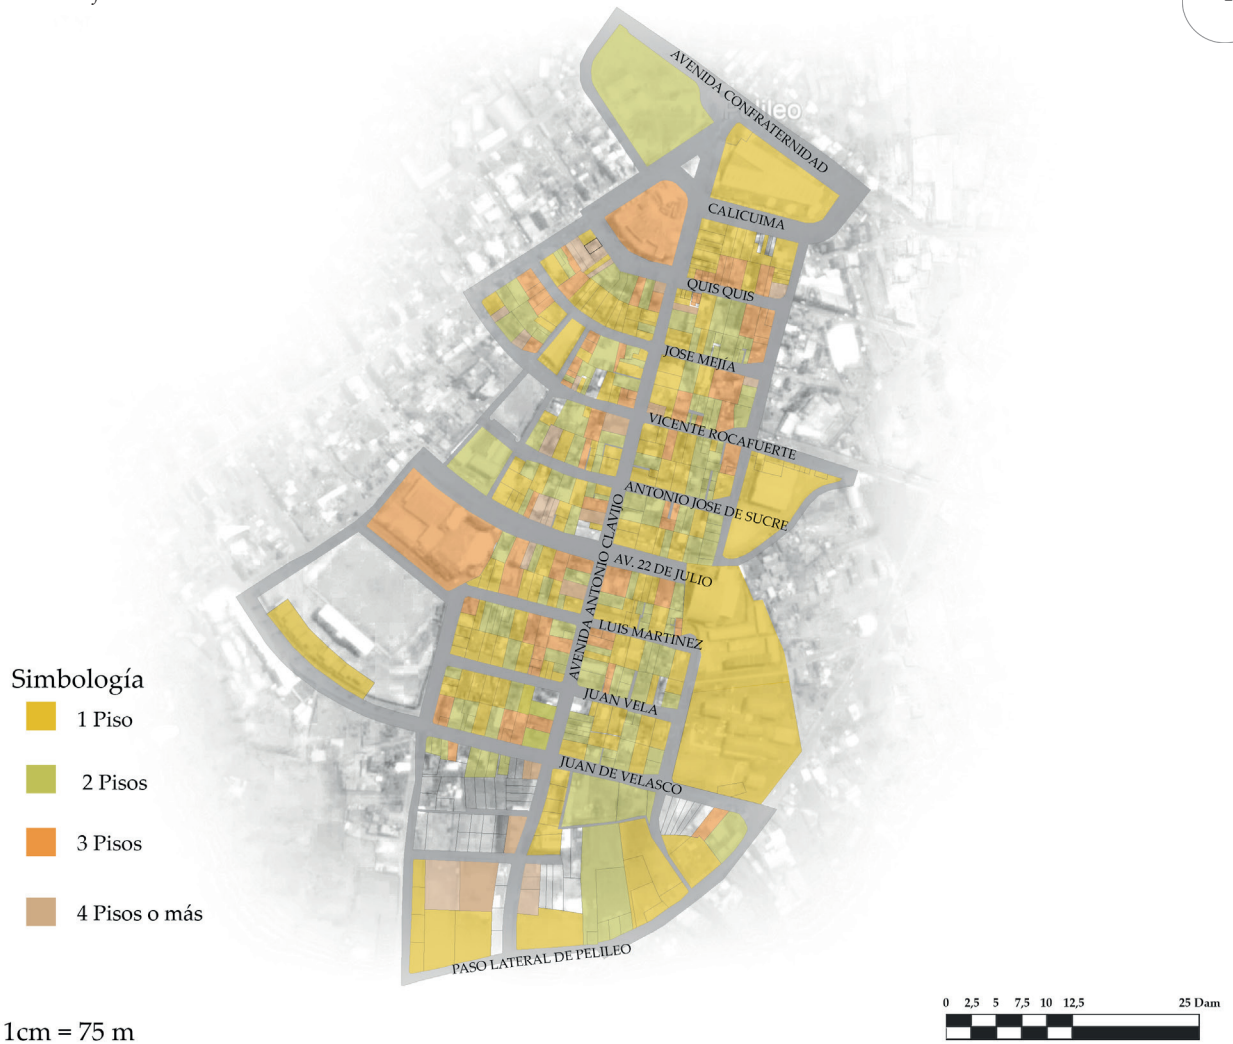 AVENIDA CONFRATERNIDAD
CALICUIMA
QUIS QUIS
JOSE MEJÍA
VICENTE ROCAFUERTE
ANTONIO JOSE DE SUCRE
AVENIDA ANTONIO CLAVIJO
AV. 22 DE JULIO
LUIS MARTINEZ
JUAN VELA
JUAN DE VELASCO
PASO LATERAL DE PELILEO
Simbología
1 Piso
2 Pisos
3 Pisos
4 Pisos o más
0 2,5 5 7,5 10 12,5 25 Dam
1cm = 75 m